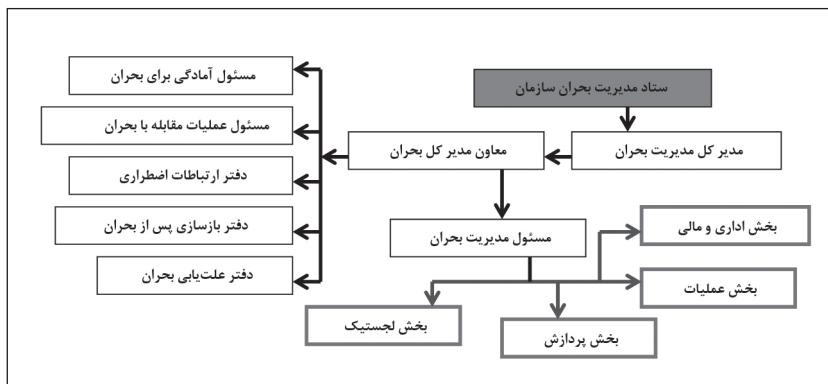 ستاد مدیریت بحران سازمان
مدیر کل مدیریت بحران
معاون مدیر کل بحران
مسئول آمادگی برای بحران
مسئول عملیات مقابله با بحران
دفتر ارتباطات اضطراری
دفتر بازسازی پس از بحران
دفتر علت‌یابی بحران
مسئول مدیریت بحران
بخش اداری و مالی
بخش عملیات
بخش پردازش
بخش لجستیک